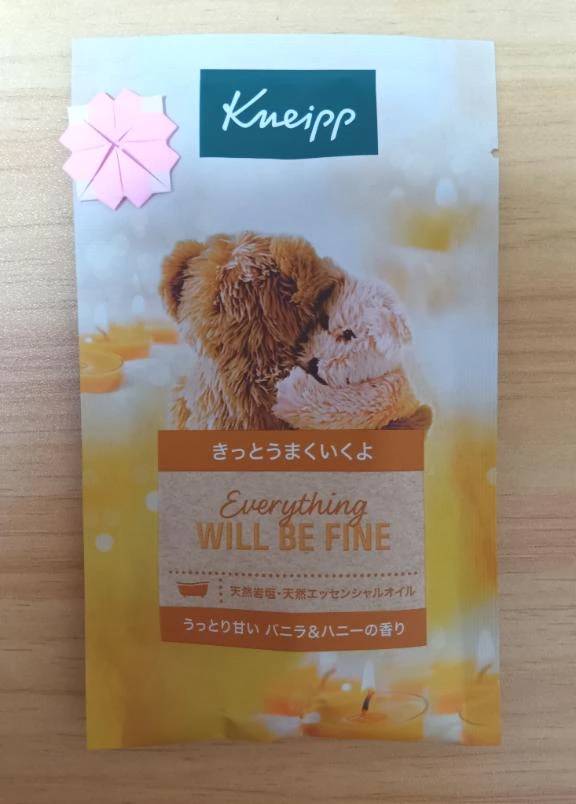 Kneipp
きっとうまくいくよ
Everything
WILL BE FINE
天然岩塩・天然エッセンシャルオイル
うっとり甘い バニラ&ハニーの香り